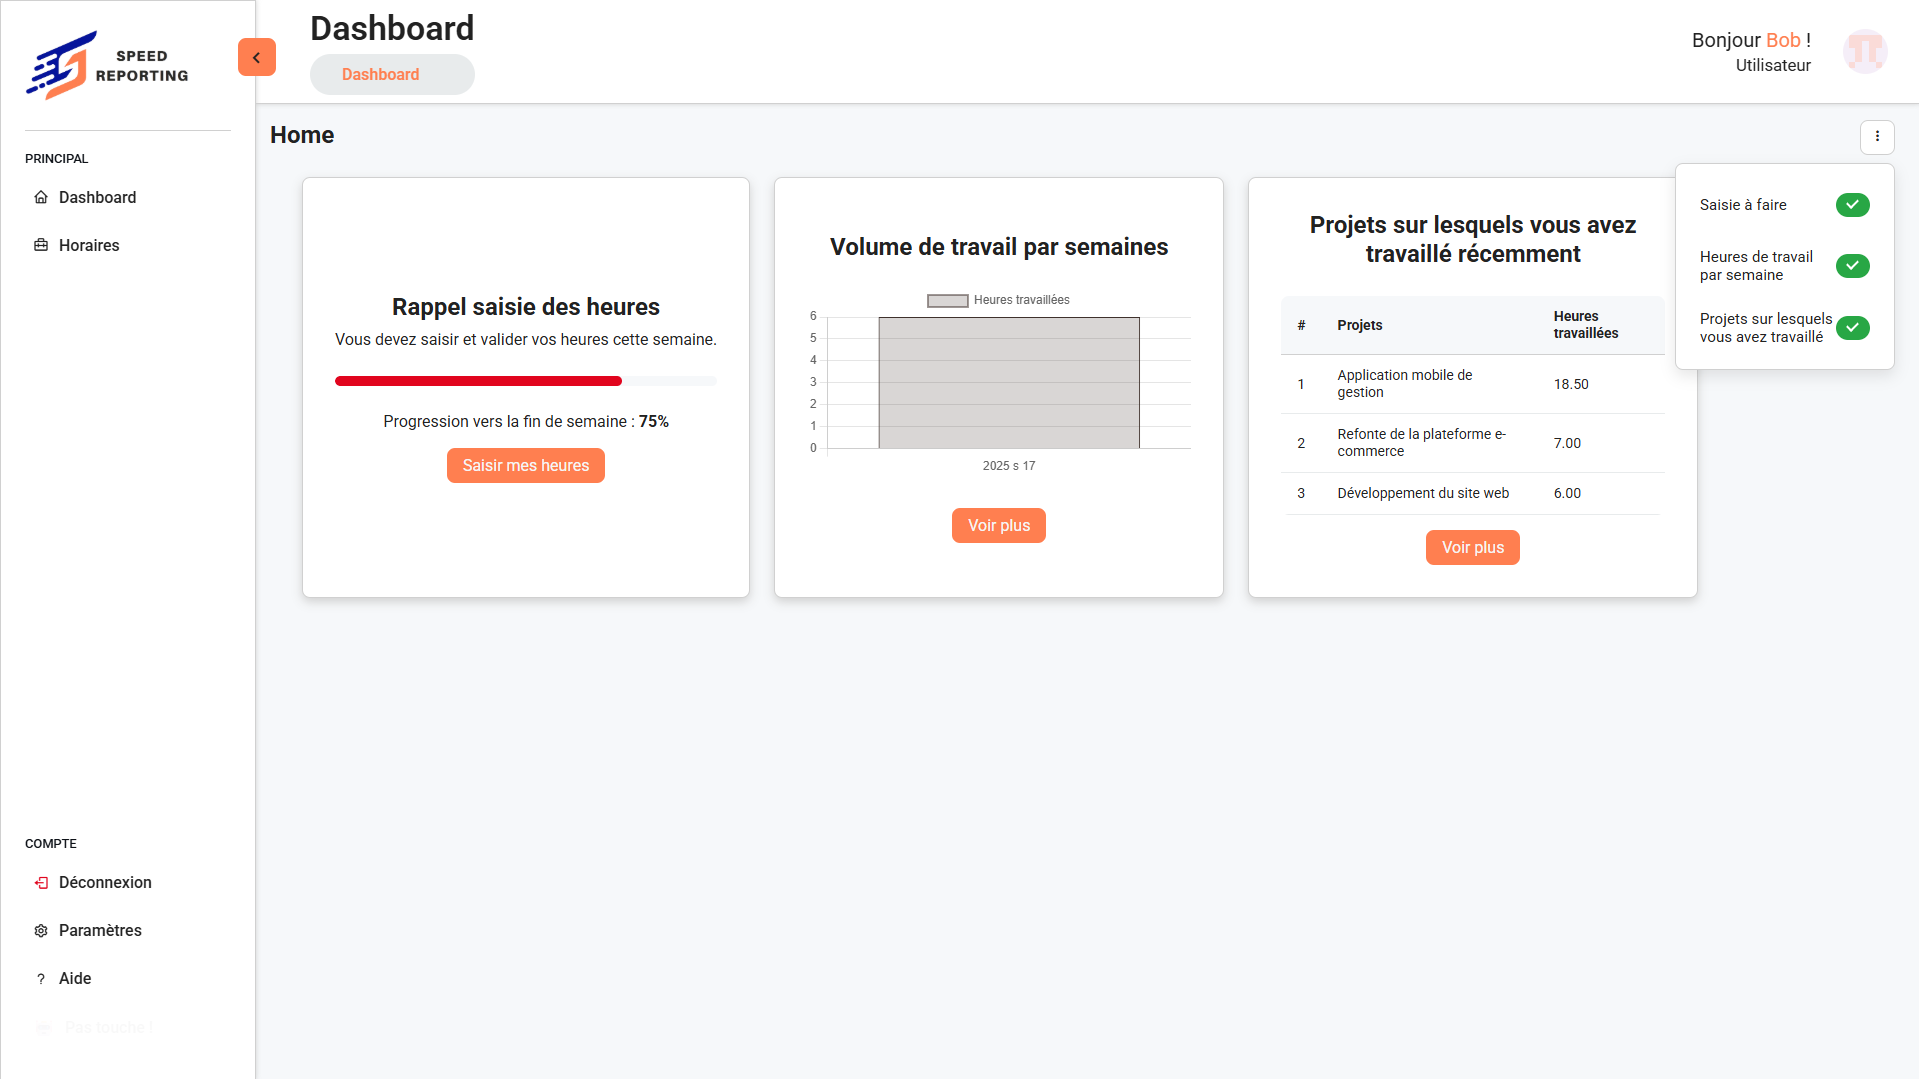 SPEED
REPORTING
PRINCIPAL
Dashboard
Horaires
COMPTE
Déconnexion
Paramètres
? Aide
Pas touche !
Dashboard
Dashboard
Bonjour Bob !
Utilisateur
Home
Rappel saisie des heures
Vous devez saisir et valider vos heures cette semaine.
Progression vers la fin de semaine : 75%
Saisir mes heures
Volume de travail par semaines
Heures travaillées
6
5
4
3
2
1
0
2025 s 17
Voir plus
Projets sur lesquels vous avez
travaillé récemment
# Projets Heures
travaillées
1 Application mobile de
gestion 18.50
2 Refonte de la plateforme e-
commerce 7.00
3 Développement du site web 6.00
Voir plus
Saisie à faire
Heures de travail
par semaine
Projets sur lesquels
vous avez travaillé